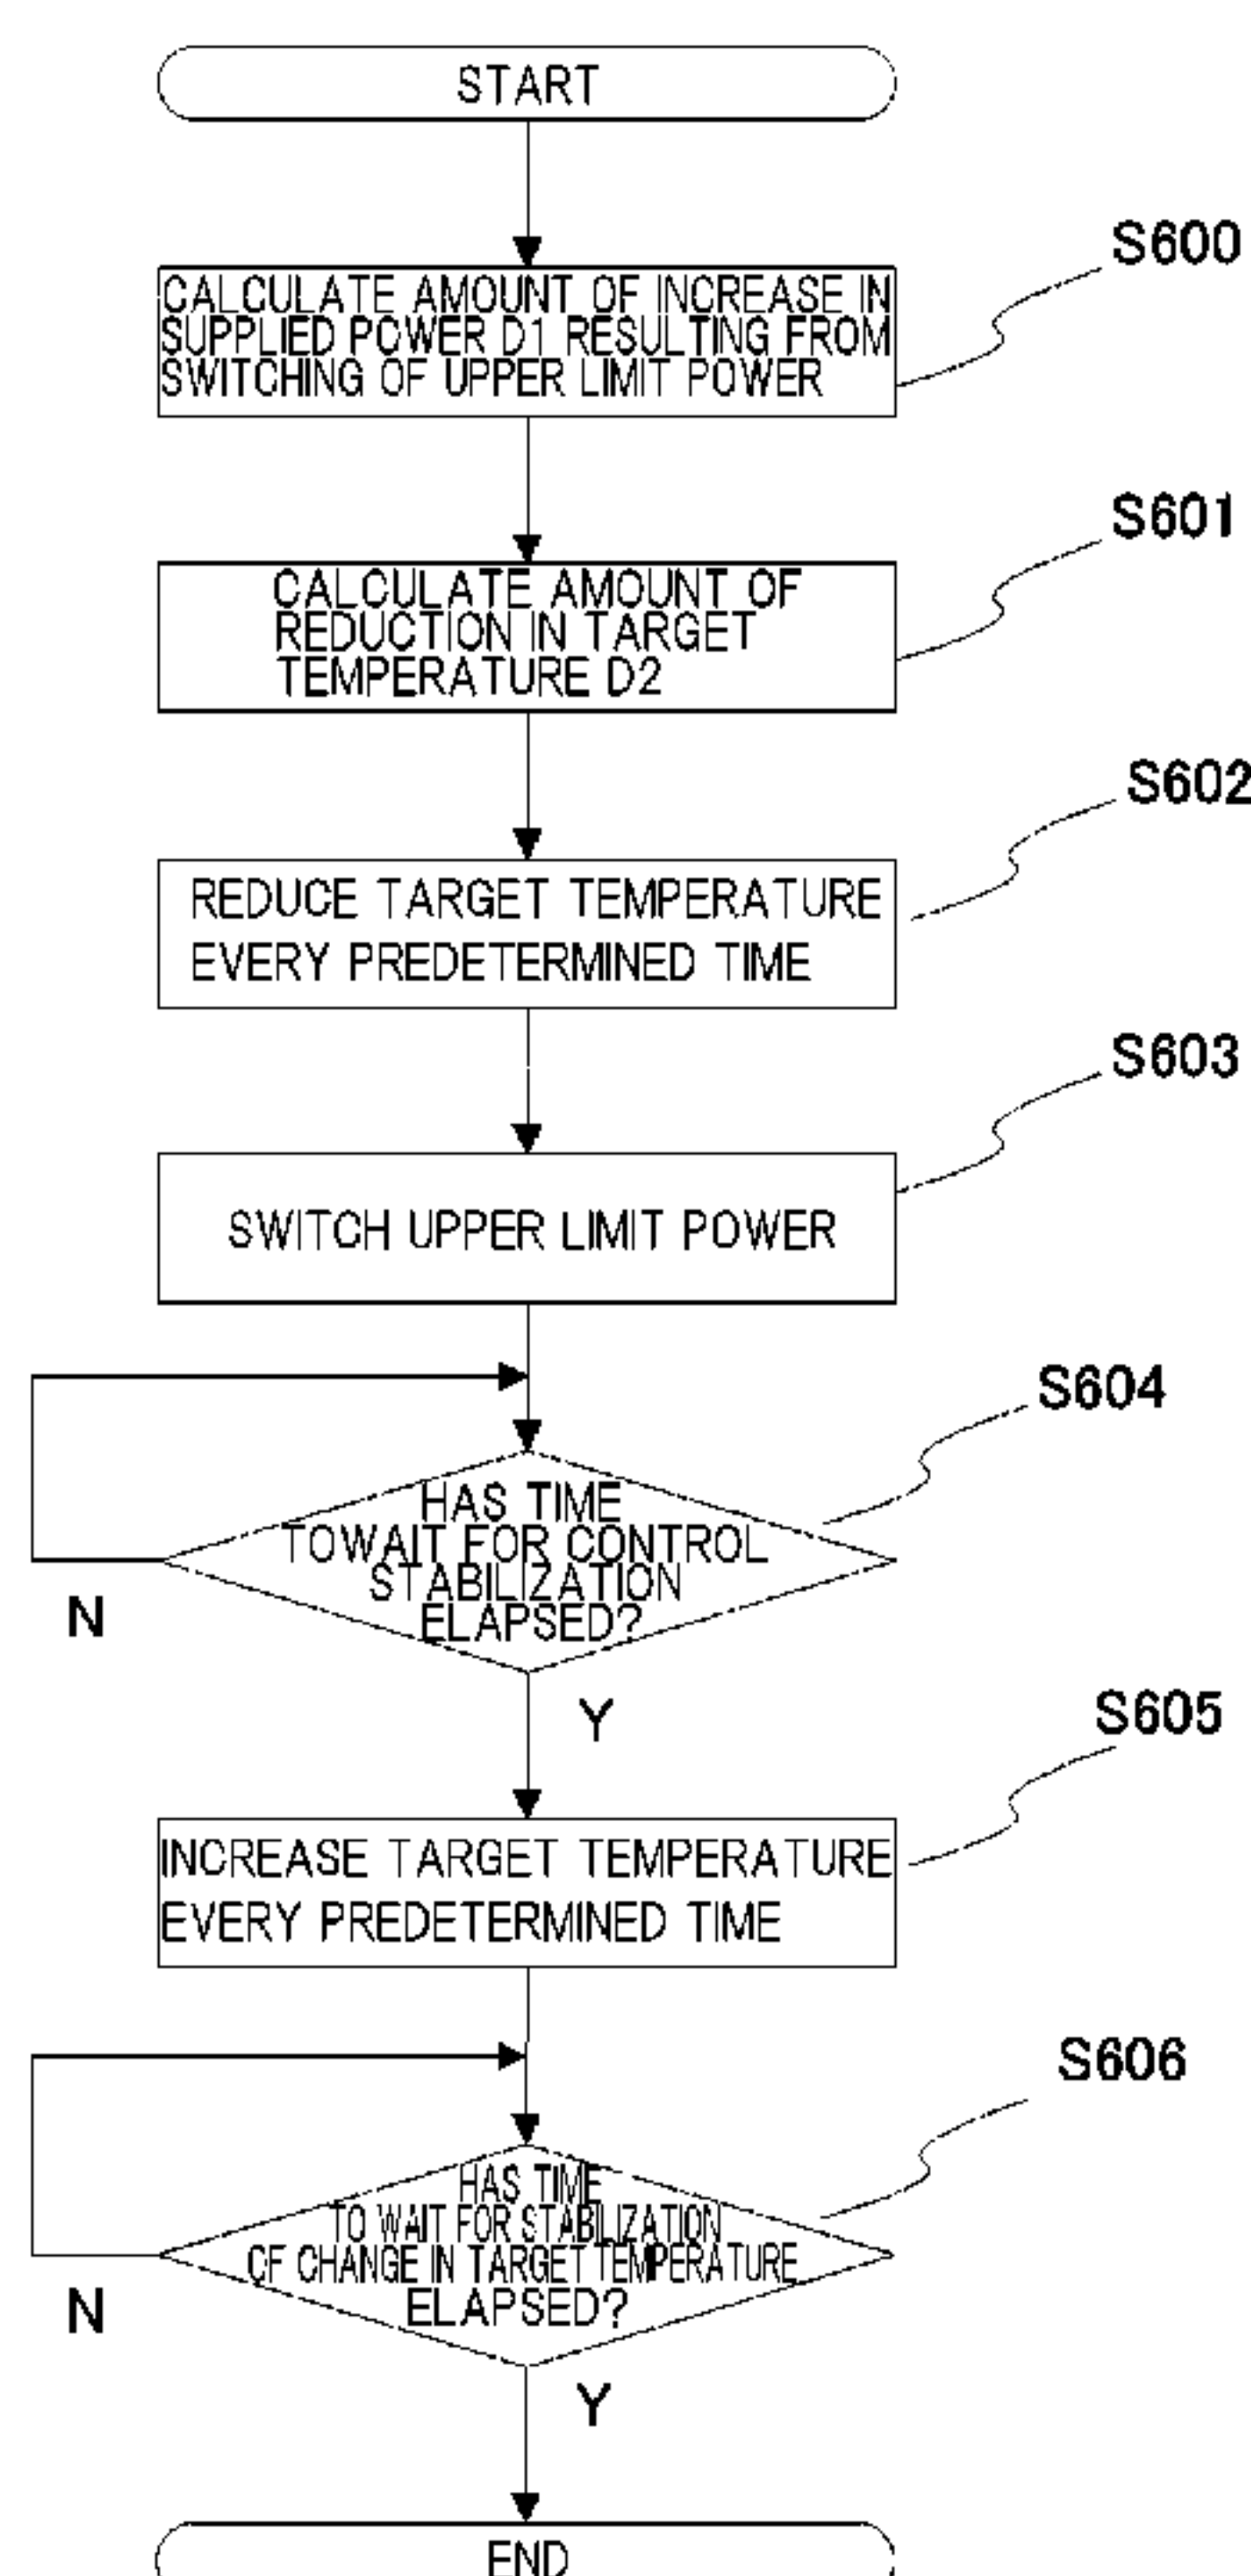 START
S600
CALCULATE AMOUNT OF INCREASE IN
SUPPLIED POWER D1 RESULTING FROM
SWITCHING OF UPPER LIMIT POWER
S601
CALCULATE AMOUNT OF
REDUCTION IN TARGET
TEMPERATURE D2
S602
REDUCE TARGET TEMPERATURE
EVERY PREDETERMINED TIME
S603
SWITCH UPPER LIMIT POWER
S604
HAS TIME
TO WAIT FOR CONTROL
STABILIZATION
ELAPSED?
N
Y
S605
INCREASE TARGET TEMPERATURE
EVERY PREDETERMINED TIME
S606
HAS TIME
TO WAIT FOR STABILIZATION
OF CHANGE IN TARGET TEMPERATURE
ELAPSED?
N
Y
END